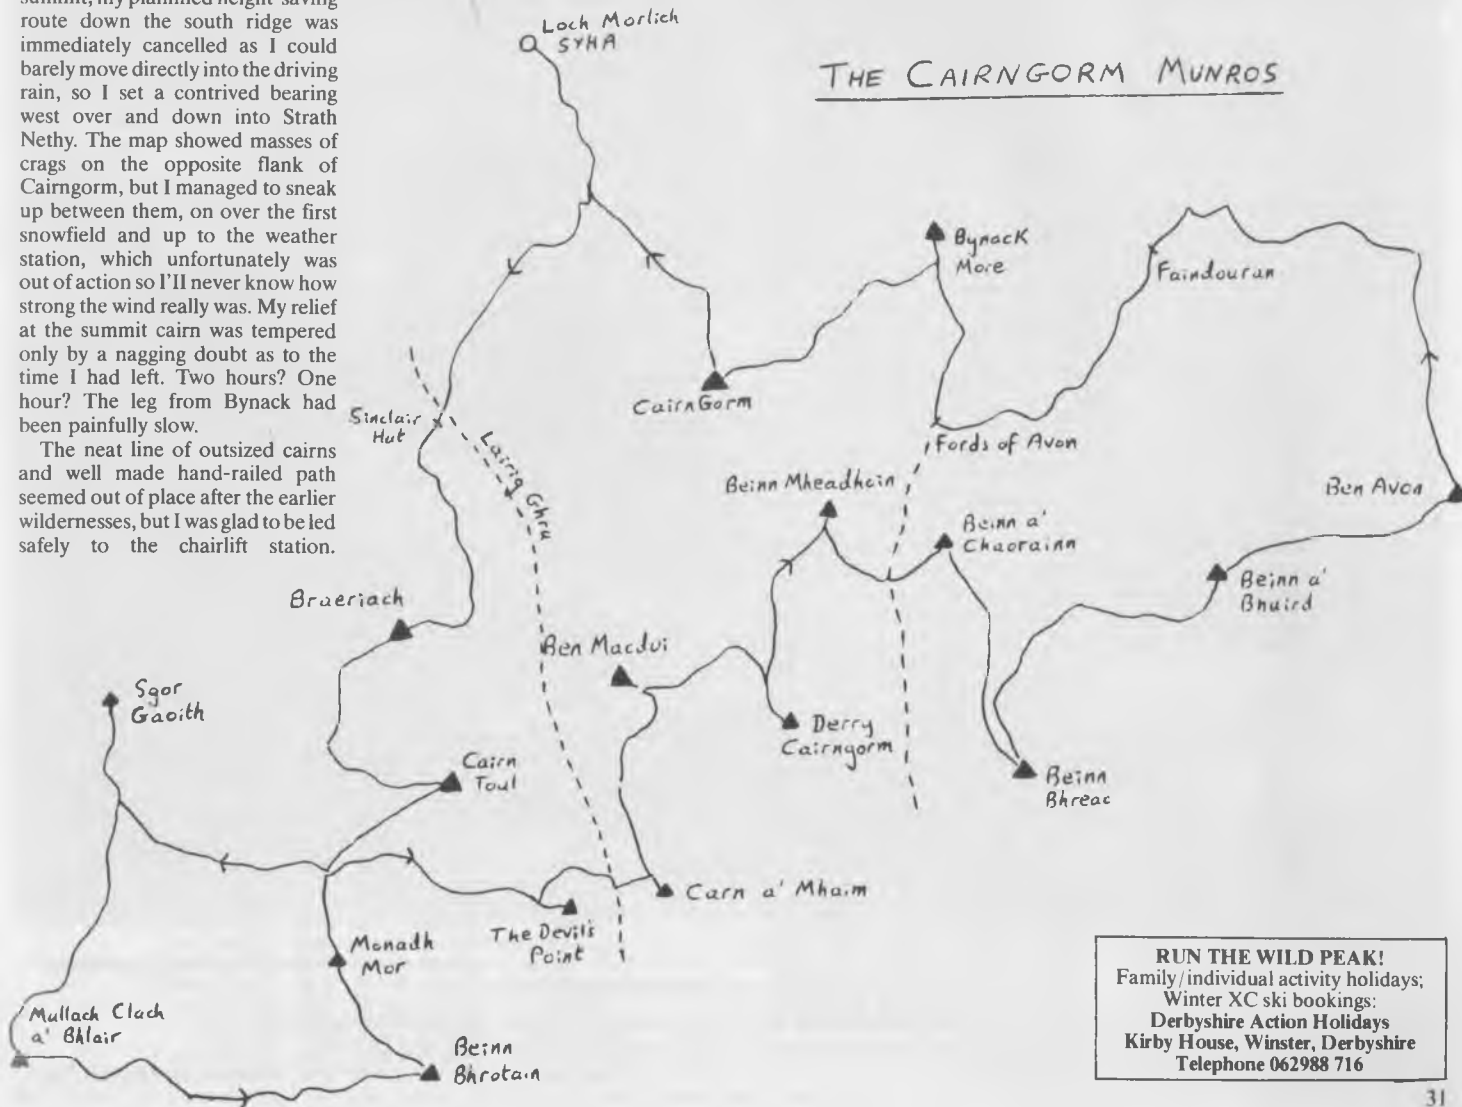 route down the south ridge was
immediately cancelled as I could
barely move directly into the driving
rain, so I set a contrived bearing
west over and down into Strath
Nethy. The map showed masses of
crags on the opposite flank of
Cairngorm, but I managed to sneak
up between them, on over the first
snowfield and up to the weather
station, which unfortunately was
out of action so I'll never know how
strong the wind really was. My relief
at the summit cairn was tempered
only by a nagging doubt as to the
time I had left. Two hours? One
hour? The leg from Bynack had
been painfully slow.
The neat line of outsized cairns
and well made hand-railed path
seemed out of place after the earlier
wildernesses, but I was glad to be led
safely to the chairlift station.
THE CAIRNGORM MUNROS
Loch Morlich
SYHA
Bynack
More
Faindouran
CairnGorm
Sinclair
Hut
Lairig Ghru
Fords of Avon
Beinn Mheadhoin
Beinn a'
Chaorainn
Ben Avon
Beinn a'
Bhuird
Braeriach
Ben Macdui
Sgor
Gaoith
Derry
Cairngorm
Cairn
Toul
Beinn
Bhreac
Carn a' Mhaim
The Devil's
Point
Monadh
Mor
Mullach Clach
a' Bhlair
Beinn
Bhrotain
RUN THE WILD PEAK!
Family/individual activity holidays;
Winter XC ski bookings:
Derbyshire Action Holidays
Kirby House, Winster, Derbyshire
Telephone 062988 716
31